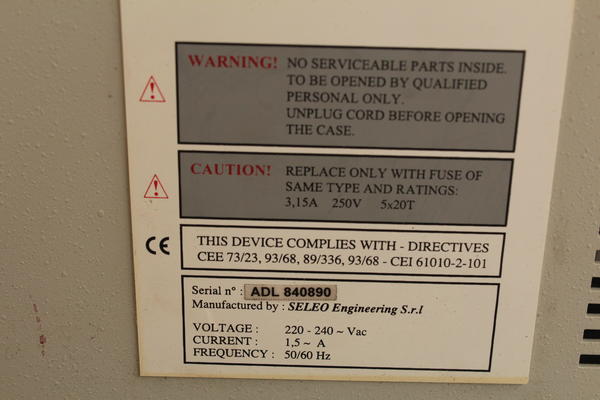 WARNING! NO SERVICEABLE PARTS INSIDE.
TO BE OPENED BY QUALIFIED
PERSONAL ONLY.
UNPLUG CORD BEFORE OPENING
THE CASE.
CAUTION! REPLACE ONLY WITH FUSE OF
SAME TYPE AND RATINGS:
3,15A 250V 5x20T
CE THIS DEVICE COMPLIES WITH - DIRECTIVES
CEE 73/23, 93/68, 89/336, 93/68 - CEI 61010-2-101
Serial n° : ADL 840890
Manufactured by : SELEO Engineering S.r.l
VOLTAGE : 220 - 240 ~ Vac
CURRENT : 1,5 ~ A
FREQUENCY : 50/60 Hz